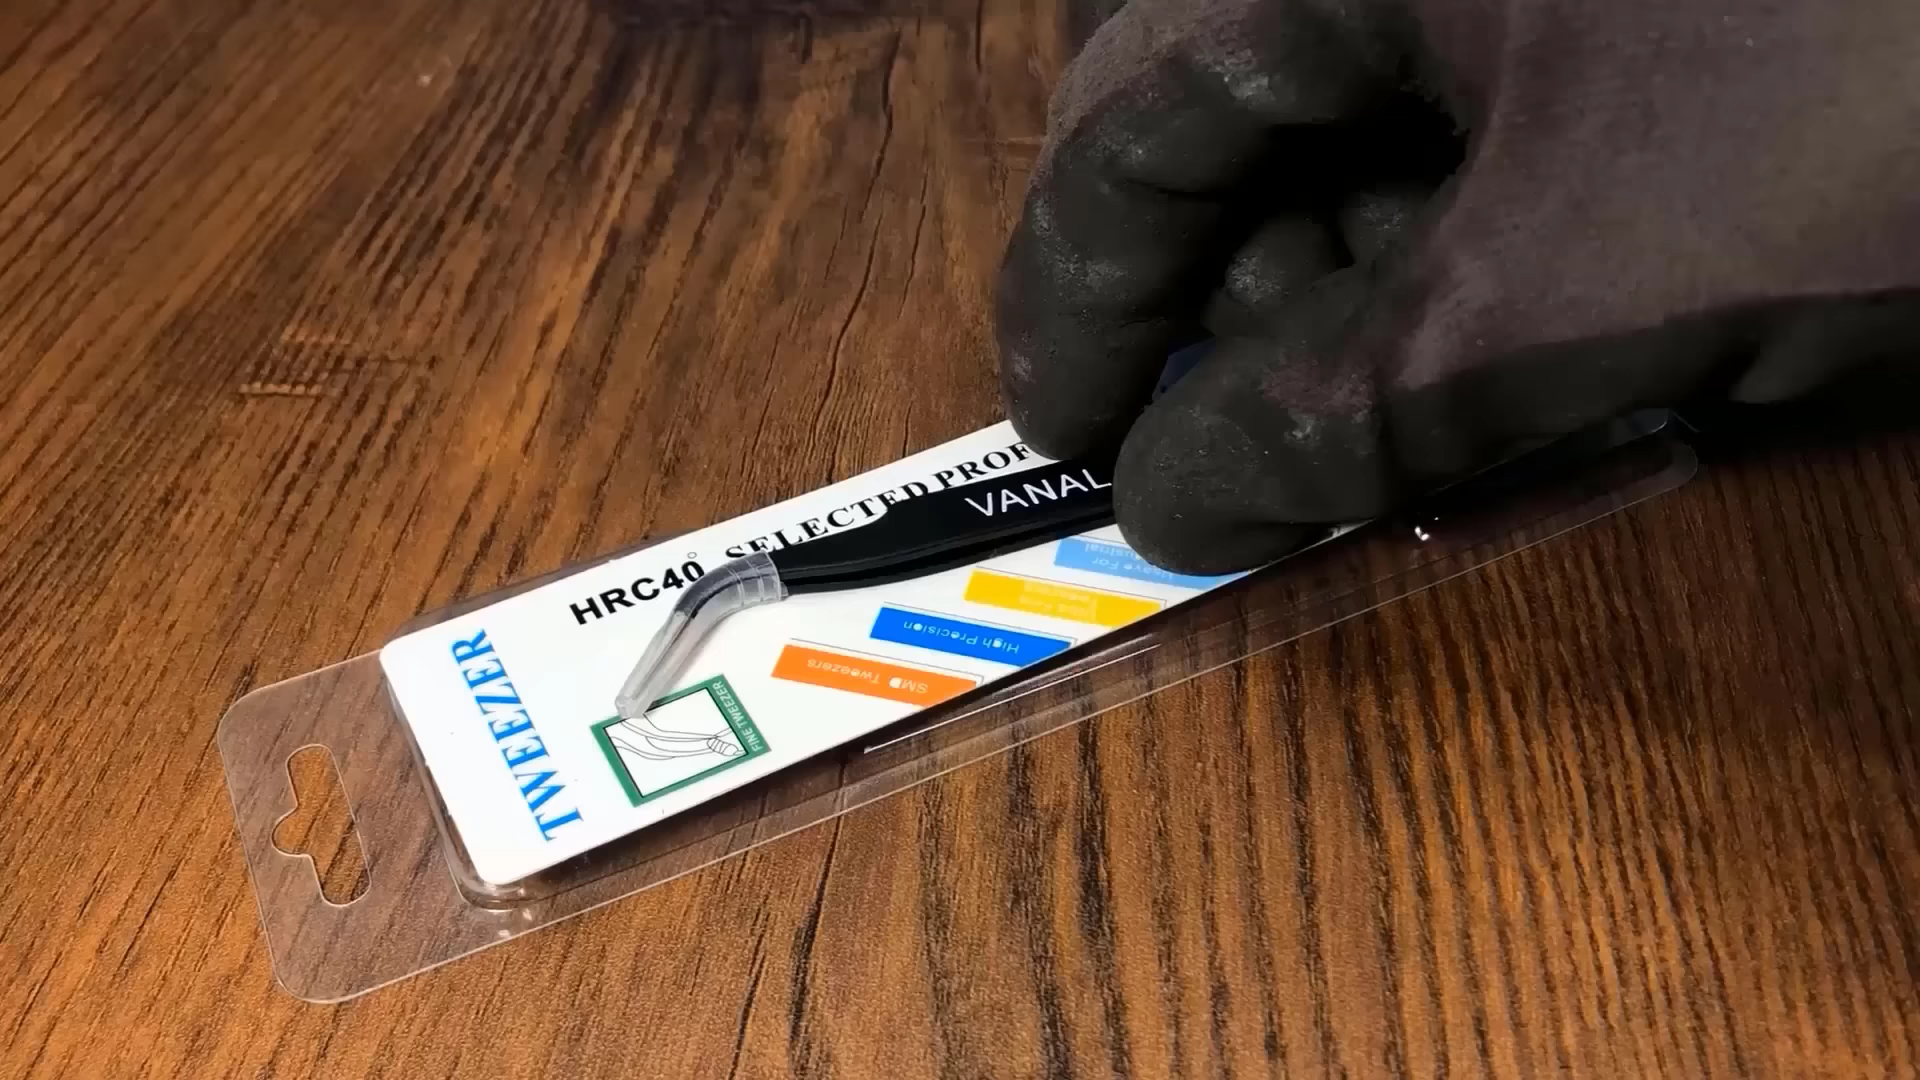 TWEEZER
HRC40°
SELECTED PROF
VANAL
FINE TWEEZER
SMD Tweezers
High Precision